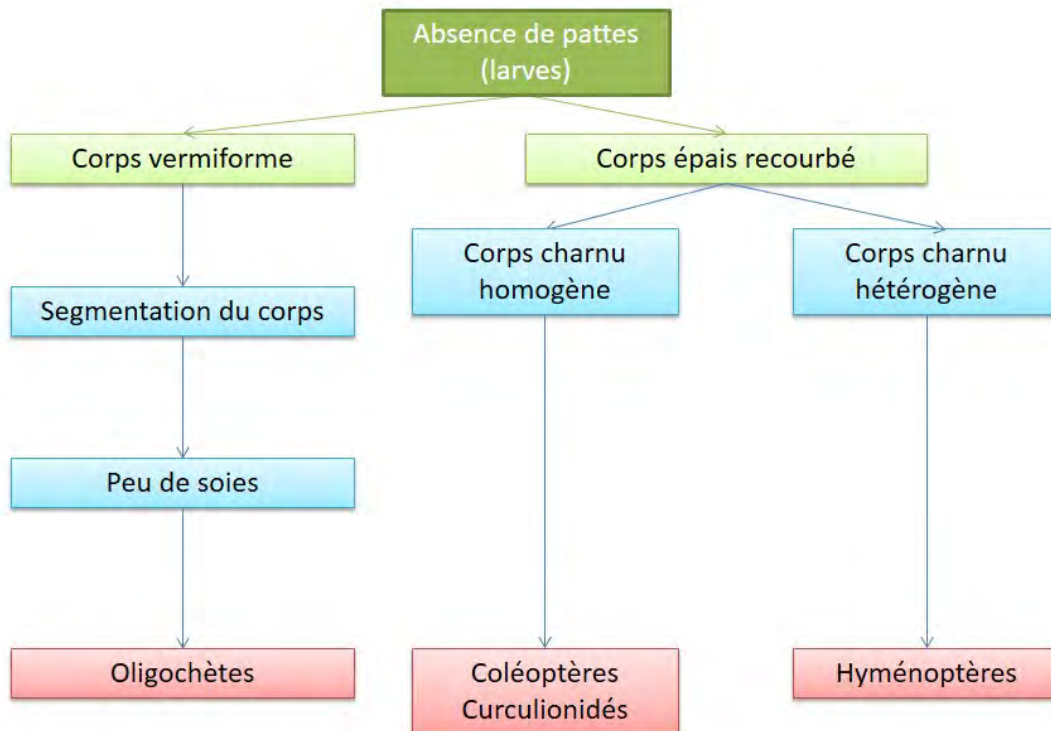 Absence de pattes
(larves)
Corps vermiforme
Corps épais recourbé
Corps charnu
homogène
Corps charnu
hétérogène
Segmentation du corps
Peu de soies
Oligochètes
Coléoptères
Curculionidés
Hyménoptères